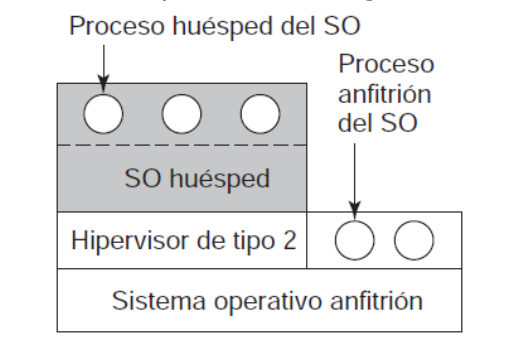 Proceso huésped del SO
Proceso
anfitrión
del SO
SO huésped
Hipervisor de tipo 2
Sistema operativo anfitrión